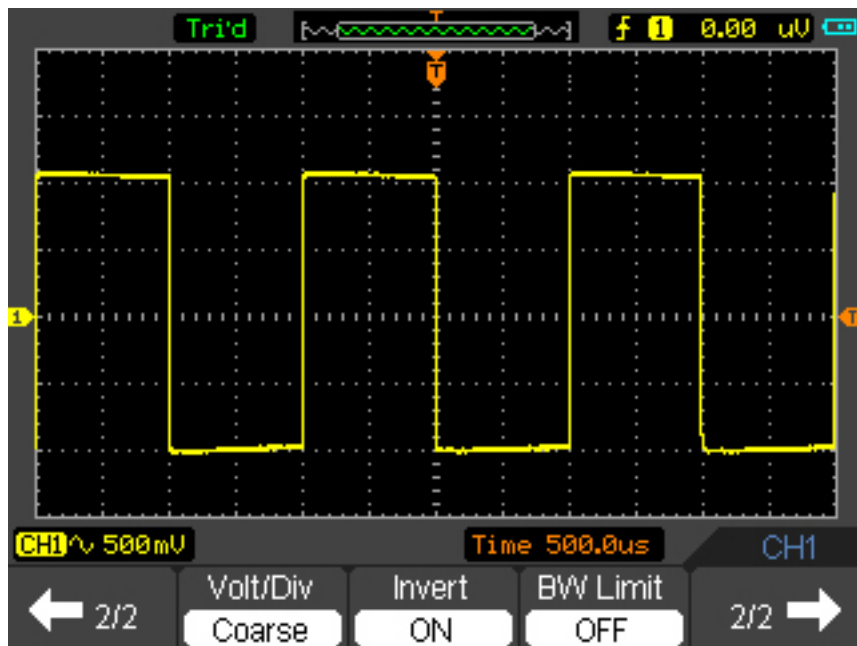 Tri'd T 1 0.00 uV
T
1 T
CH1 500mV Time 500.0us CH1
Volt/Div Invert BW Limit
2/2 Coarse ON OFF 2/2